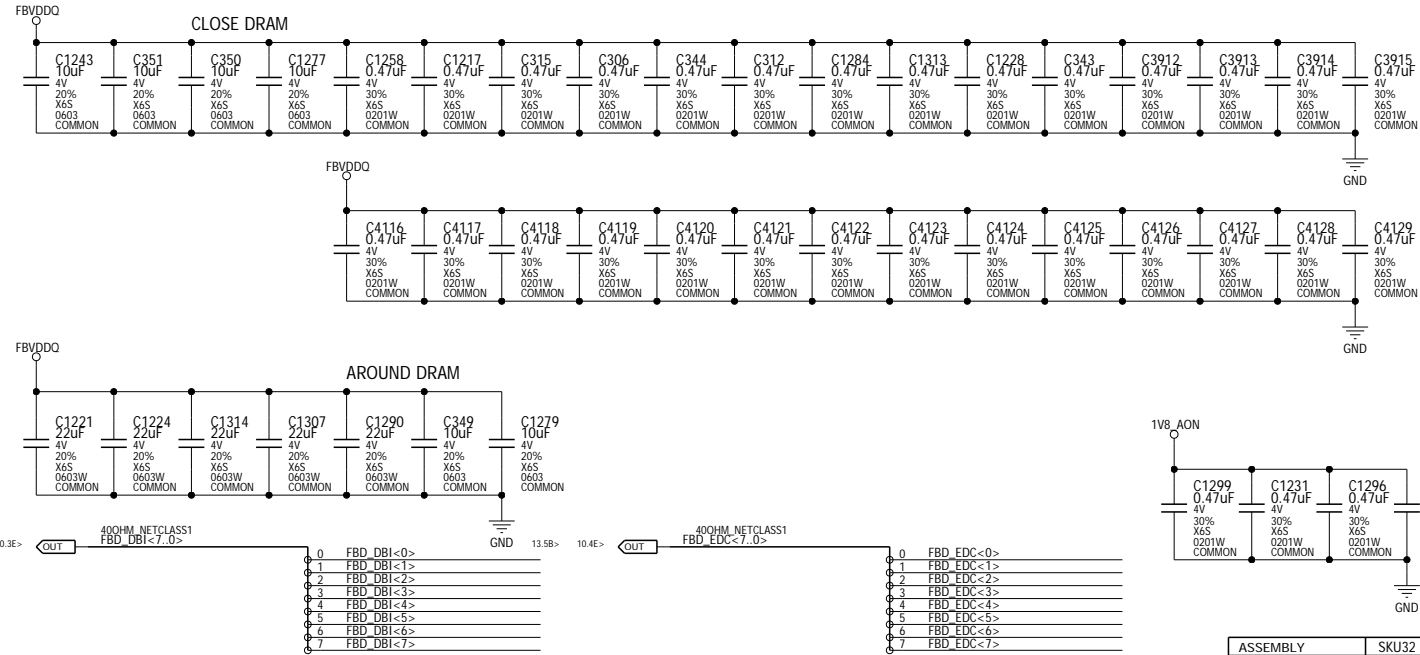 FBVDDQ
CLOSE DRAM
C1243 C351 C350 C1277 C1258 C1217 C315 C306 C344 C312 C1284 C1313 C1228 C343 C3912 C3913 C3914 C3915
10uF 10uF 10uF 10uF 0.47uF 0.47uF 0.47uF 0.47uF 0.47uF 0.47uF 0.47uF 0.47uF 0.47uF 0.47uF 0.47uF 0.47uF 0.47uF 0.47uF
4V 4V 4V 4V 4V 4V 4V 4V 4V 4V 4V 4V 4V 4V 4V 4V 4V 4V
20% 20% 20% 20% 30% 30% 30% 30% 30% 30% 30% 30% 30% 30% 30% 30% 30% 30%
X6S X6S X6S X6S X6S X6S X6S X6S X6S X6S X6S X6S X6S X6S X6S X6S X6S X6S
0603 0603 0603 0603 0201W 0201W 0201W 0201W 0201W 0201W 0201W 0201W 0201W 0201W 0201W 0201W 0201W 0201W
COMMON COMMON COMMON COMMON COMMON COMMON COMMON COMMON COMMON COMMON COMMON COMMON COMMON COMMON COMMON COMMON COMMON COMMON
GND
FBVDDQ
C4116 C4117 C4118 C4119 C4120 C4121 C4122 C4123 C4124 C4125 C4126 C4127 C4128 C4129
0.47uF 0.47uF 0.47uF 0.47uF 0.47uF 0.47uF 0.47uF 0.47uF 0.47uF 0.47uF 0.47uF 0.47uF 0.47uF 0.47uF
4V 4V 4V 4V 4V 4V 4V 4V 4V 4V 4V 4V 4V 4V
30% 30% 30% 30% 30% 30% 30% 30% 30% 30% 30% 30% 30% 30%
X6S X6S X6S X6S X6S X6S X6S X6S X6S X6S X6S X6S X6S X6S
0201W 0201W 0201W 0201W 0201W 0201W 0201W 0201W 0201W 0201W 0201W 0201W 0201W 0201W
COMMON COMMON COMMON COMMON COMMON COMMON COMMON COMMON COMMON COMMON COMMON COMMON COMMON COMMON
GND
FBVDDQ
AROUND DRAM
C1221 C1224 C1314 C1307 C1290 C349 C1279
22uF 22uF 22uF 22uF 22uF 10uF 10uF
4V 4V 4V 4V 4V 4V 4V
20% 20% 20% 20% 20% 20% 20%
X6S X6S X6S X6S X6S X6S X6S
0603W 0603W 0603W 0603W 0603W 0603 0603
COMMON COMMON COMMON COMMON COMMON COMMON COMMON
GND
1V8_AON
C1299 C1231 C1296
0.47uF 0.47uF 0.47uF
4V 4V 4V
30% 30% 30%
X6S X6S X6S
0201W 0201W 0201W
COMMON COMMON COMMON
GND
0.3E> OUT 40OHM_NETCLASS1
FBD_DBI<7..0>
0 FBD_DBI<0>
1 FBD_DBI<1>
2 FBD_DBI<2>
3 FBD_DBI<3>
4 FBD_DBI<4>
5 FBD_DBI<5>
6 FBD_DBI<6>
7 FBD_DBI<7>
13.5B> 10.4E> OUT 40OHM_NETCLASS1
FBD_EDC<7..0>
0 FBD_EDC<0>
1 FBD_EDC<1>
2 FBD_EDC<2>
3 FBD_EDC<3>
4 FBD_EDC<4>
5 FBD_EDC<5>
6 FBD_EDC<6>
7 FBD_EDC<7>
ASSEMBLY SKU32